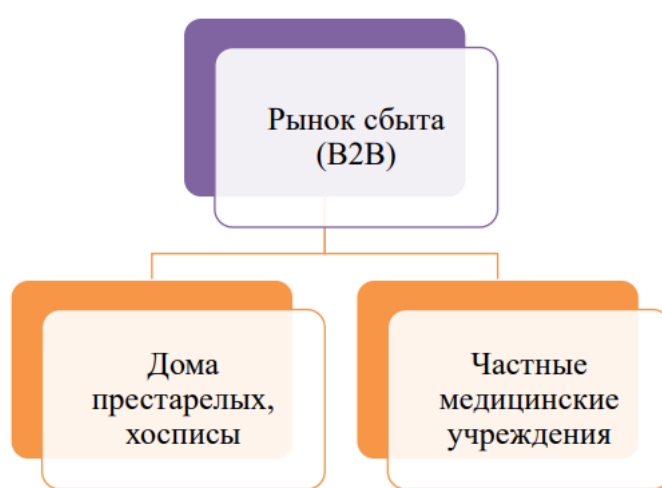 Рынок сбыта
(B2B)
Дома
престарелых,
хосписы
Частные
медицинские
учреждения